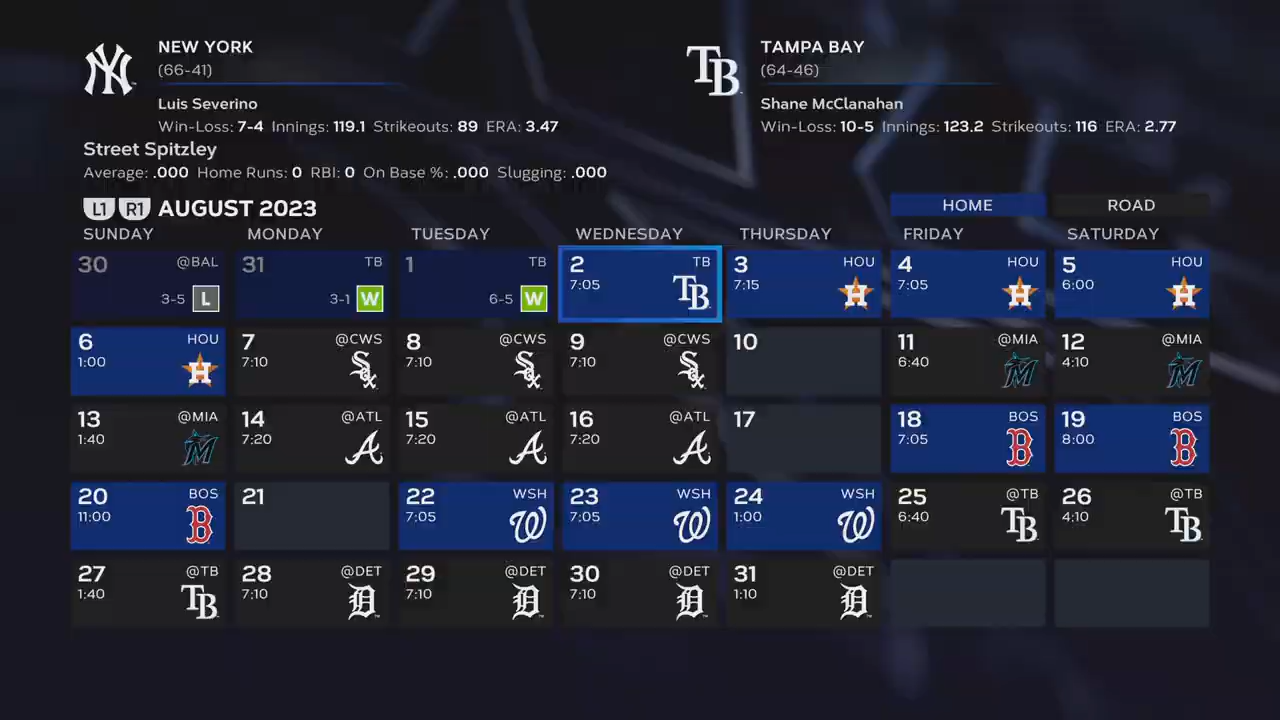 NEW YORK
(66-41)
Luis Severino
Win-Loss: 7-4 Innings: 119.1 Strikeouts: 89 ERA: 3.47
TB
TAMPA BAY
(64-46)
Shane McClanahan
Win-Loss: 10-5 Innings: 123.2 Strikeouts: 116 ERA: 2.77
Street Spitzley
Average: .000 Home Runs: 0 RBI: 0 On Base %: .000 Slugging: .000
L1 R1 AUGUST 2023
HOME ROAD
SUNDAY MONDAY TUESDAY WEDNESDAY THURSDAY FRIDAY SATURDAY
30 @BAL 31 TB 1 TB 2 TB 3 HOU 4 HOU 5 HOU
3-5 L 3-1 W 6-5 W 7:05 TB 7:15 H 7:05 H 6:00 H
6 HOU 7 @CWS 8 @CWS 9 @CWS 10 11 @MIA 12 @MIA
1:00 H 7:10 Sox 7:10 Sox 7:10 Sox 6:40 M 4:10 M
13 @MIA 14 @ATL 15 @ATL 16 @ATL 17 18 BOS 19 BOS
1:40 M 7:20 A 7:20 A 7:20 A 7:05 B 8:00 B
20 BOS 21 22 WSH 23 WSH 24 WSH 25 @TB 26 @TB
11:00 B 7:05 W 7:05 W 1:00 W 6:40 TB 4:10 TB
27 @TB 28 @DET 29 @DET 30 @DET 31 @DET
1:40 TB 7:10 D 7:10 D 7:10 D 1:10 D